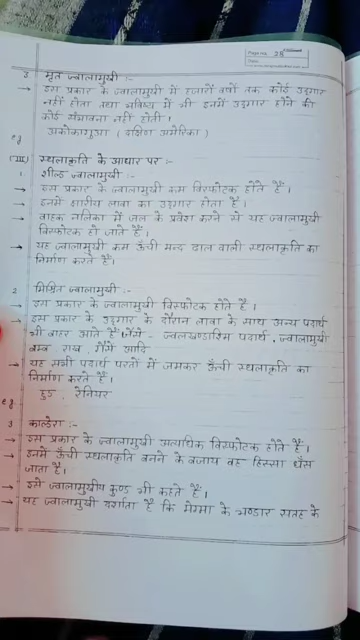 Page No. 28
Date
3 मृत ज्वालामुखी :-
→ इस प्रकार के ज्वालामुखी में हजारों वर्षों तक कोई उद्गार
नहीं होता तथा भविष्य में भी इनमें उद्गार होने की
कोई संभावना नहीं होती।
eg अकोंकागुआ (दक्षिण अमेरिका)
(III) स्थलाकृति के आधार पर :-
1 शील्ड ज्वालामुखी :-
→ इस प्रकार के ज्वालामुखी कम विस्फोटक होते हैं।
→ इनमें क्षारीय लावा का उद्गार होता है।
→ वाहक नलिका में जल के प्रवेश करने से यह ज्वालामुखी
विस्फोटक हो जाते हैं।
→ यह ज्वालामुखी कम ऊँची मन्द ढाल वाली स्थलाकृति का
निर्माण करते हैं।
2 मिश्रित ज्वालामुखी :-
→ इस प्रकार के ज्वालामुखी विस्फोटक होते हैं।
→ इस प्रकार के उद्गार के दौरान लावा के साथ अन्य पदार्थ
भी बाहर आते हैं। जैसे - ज्वलखण्डाश्मि पदार्थ, ज्वालामुखी
बम्ब, राख, गैसें आदि
→ यह सभी पदार्थ परतों में जमकर ऊँची स्थलाकृति का
निर्माण करते हैं।
eg हुड, रेनियर
3 काल्डेरा :-
→ इस प्रकार के ज्वालामुखी अत्यधिक विस्फोटक होते हैं।
→ इनमें ऊँची स्थलाकृति बनने के बजाय वह हिस्सा धँस
जाता है।
→ इसे ज्वालामुखीय कुण्ड भी कहते हैं।
→ यह ज्वालामुखी दर्शाता है कि मेग्मा के भण्डार सतह के